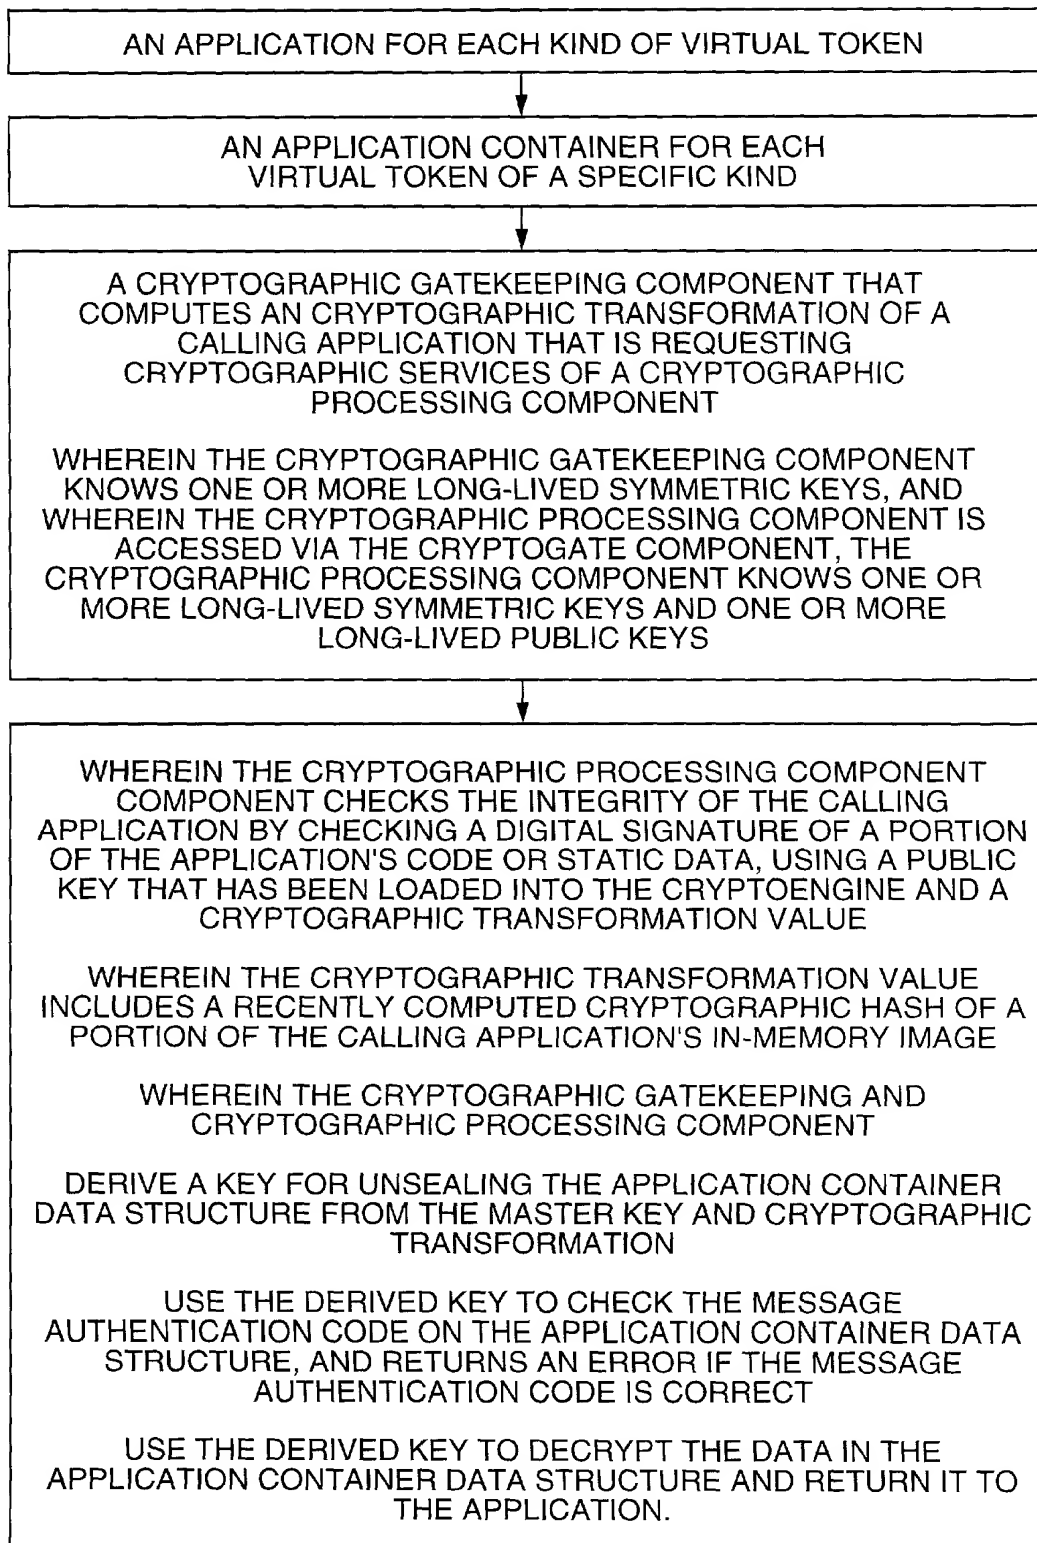 AN APPLICATION FOR EACH KIND OF VIRTUAL TOKEN
AN APPLICATION CONTAINER FOR EACH
VIRTUAL TOKEN OF A SPECIFIC KIND
A CRYPTOGRAPHIC GATEKEEPING COMPONENT THAT
COMPUTES AN CRYPTOGRAPHIC TRANSFORMATION OF A
CALLING APPLICATION THAT IS REQUESTING
CRYPTOGRAPHIC SERVICES OF A CRYPTOGRAPHIC
PROCESSING COMPONENT
WHEREIN THE CRYPTOGRAPHIC GATEKEEPING COMPONENT
KNOWS ONE OR MORE LONG-LIVED SYMMETRIC KEYS, AND
WHEREIN THE CRYPTOGRAPHIC PROCESSING COMPONENT IS
ACCESSED VIA THE CRYPTOGATE COMPONENT, THE
CRYPTOGRAPHIC PROCESSING COMPONENT KNOWS ONE OR
MORE LONG-LIVED SYMMETRIC KEYS AND ONE OR MORE
LONG-LIVED PUBLIC KEYS
WHEREIN THE CRYPTOGRAPHIC PROCESSING COMPONENT
COMPONENT CHECKS THE INTEGRITY OF THE CALLING
APPLICATION BY CHECKING A DIGITAL SIGNATURE OF A PORTION
OF THE APPLICATION'S CODE OR STATIC DATA, USING A PUBLIC
KEY THAT HAS BEEN LOADED INTO THE CRYPTOENGINE AND A
CRYPTOGRAPHIC TRANSFORMATION VALUE
WHEREIN THE CRYPTOGRAPHIC TRANSFORMATION VALUE
INCLUDES A RECENTLY COMPUTED CRYPTOGRAPHIC HASH OF A
PORTION OF THE CALLING APPLICATION'S IN-MEMORY IMAGE
WHEREIN THE CRYPTOGRAPHIC GATEKEEPING AND
CRYPTOGRAPHIC PROCESSING COMPONENT
DERIVE A KEY FOR UNSEALING THE APPLICATION CONTAINER
DATA STRUCTURE FROM THE MASTER KEY AND CRYPTOGRAPHIC
TRANSFORMATION
USE THE DERIVED KEY TO CHECK THE MESSAGE
AUTHENTICATION CODE ON THE APPLICATION CONTAINER DATA
STRUCTURE, AND RETURNS AN ERROR IF THE MESSAGE
AUTHENTICATION CODE IS CORRECT
USE THE DERIVED KEY TO DECRYPT THE DATA IN THE
APPLICATION CONTAINER DATA STRUCTURE AND RETURN IT TO
THE APPLICATION.